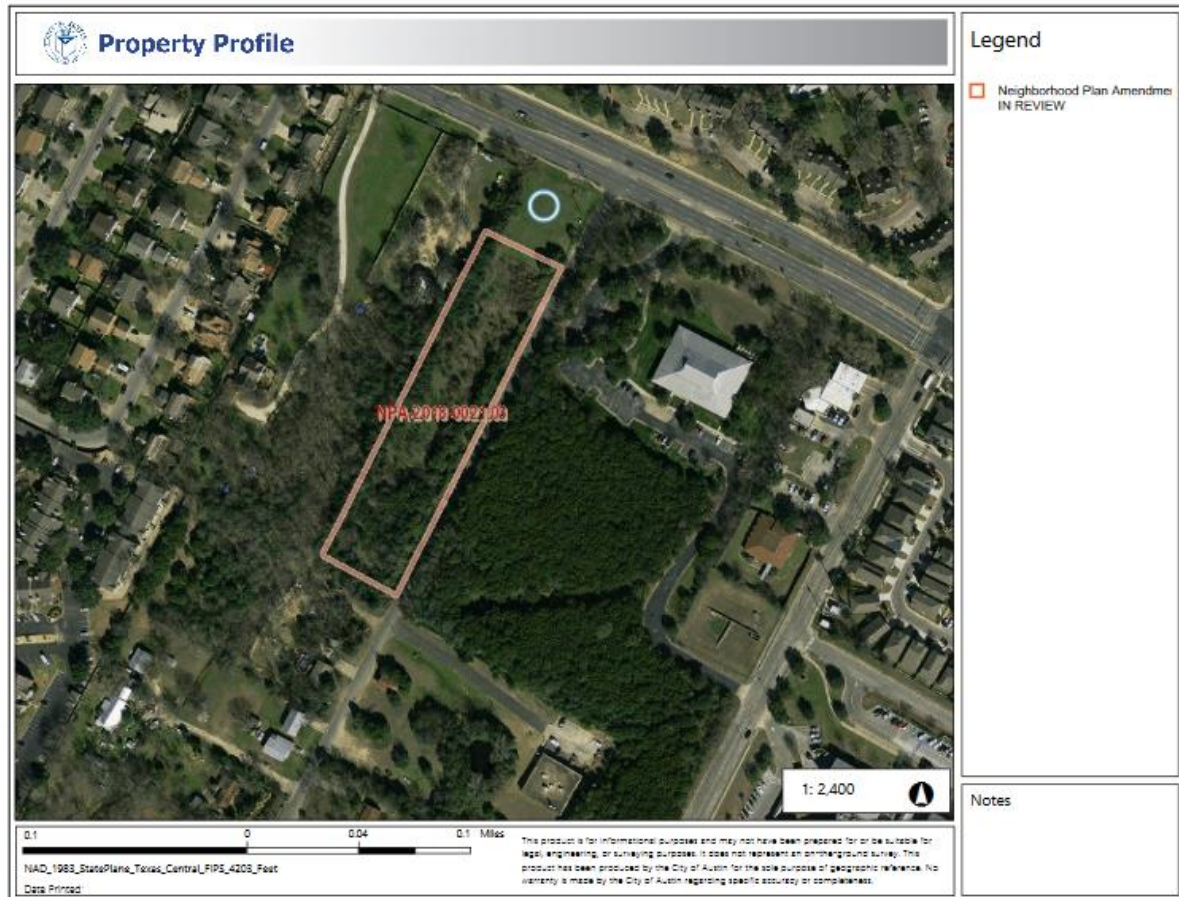 Property Profile
Legend
Neighborhood Plan Amendme
IN REVIEW
1: 2,400
Notes
0.1 0 0.04 0.1 Miles
NAD_1983_StatePlane_Texas_Central_FIPS_4203_Feet
Date Printed:
This product is for informational purposes and may not have been prepared for or be suitable for
legal, engineering, or surveying purposes. It does not represent an on-the-ground survey. This
product has been produced by the City of Austin for the sole purpose of geographic reference. No
warranty is made by the City of Austin regarding specific accuracy or completeness.